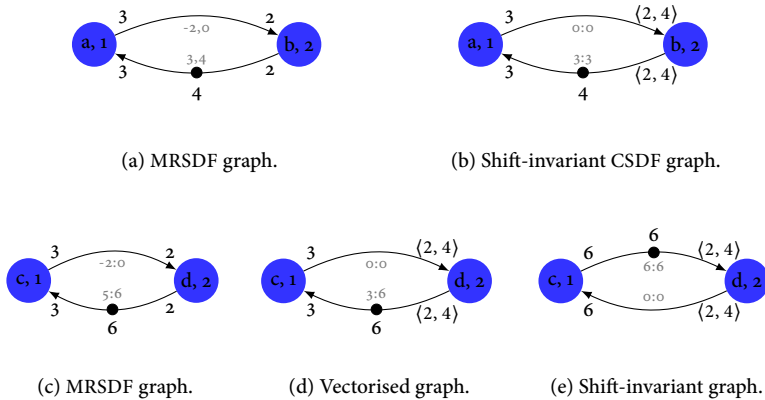 3 2 3 ⟨2, 4⟩
-2,0 0:0
a, 1 b, 2 a, 1 b, 2
3,4 3:3
3 2 3 ⟨2, 4⟩
4 4
(a) MRSDF graph. (b) Shift-invariant CSDF graph.
6
3 2 3 ⟨2, 4⟩ 6 ⟨2, 4⟩
-2:0 0:0 6:6
c, 1 d, 2 c, 1 d, 2 c, 1 d, 2
5:6 3:6 0:0
3 2 3 ⟨2, 4⟩ 6 ⟨2, 4⟩
6 6
(c) MRSDF graph. (d) Vectorised graph. (e) Shift-invariant graph.